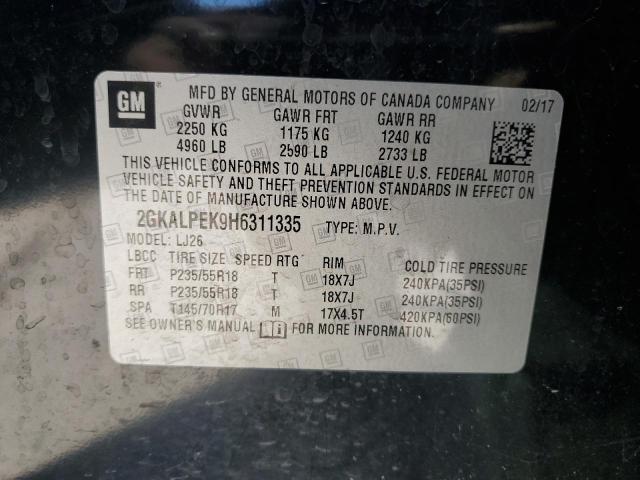 GM
MFD BY GENERAL MOTORS OF CANADA COMPANY 02/17
GVWR GAWR FRT GAWR RR
2250 KG 1175 KG 1240 KG
4960 LB 2590 LB 2733 LB
THIS VEHICLE CONFORMS TO ALL APPLICABLE U.S. FEDERAL MOTOR
VEHICLE SAFETY AND THEFT PREVENTION STANDARDS IN EFFECT ON
THE DATE OF MANUFACTURE SHOWN ABOVE.
2GKALPEK9H6311335 TYPE: M.P.V.
MODEL: LJ26
LBCC TIRE SIZE SPEED RTG RIM COLD TIRE PRESSURE
FRT P235/55R18 T 18X7J 240KPA(35PSI)
RR P235/55R18 T 18X7J 240KPA(35PSI)
SPA T145/70R17 M 17X4.5T 420KPA(60PSI)
SEE OWNER'S MANUAL FOR MORE INFORMATION.